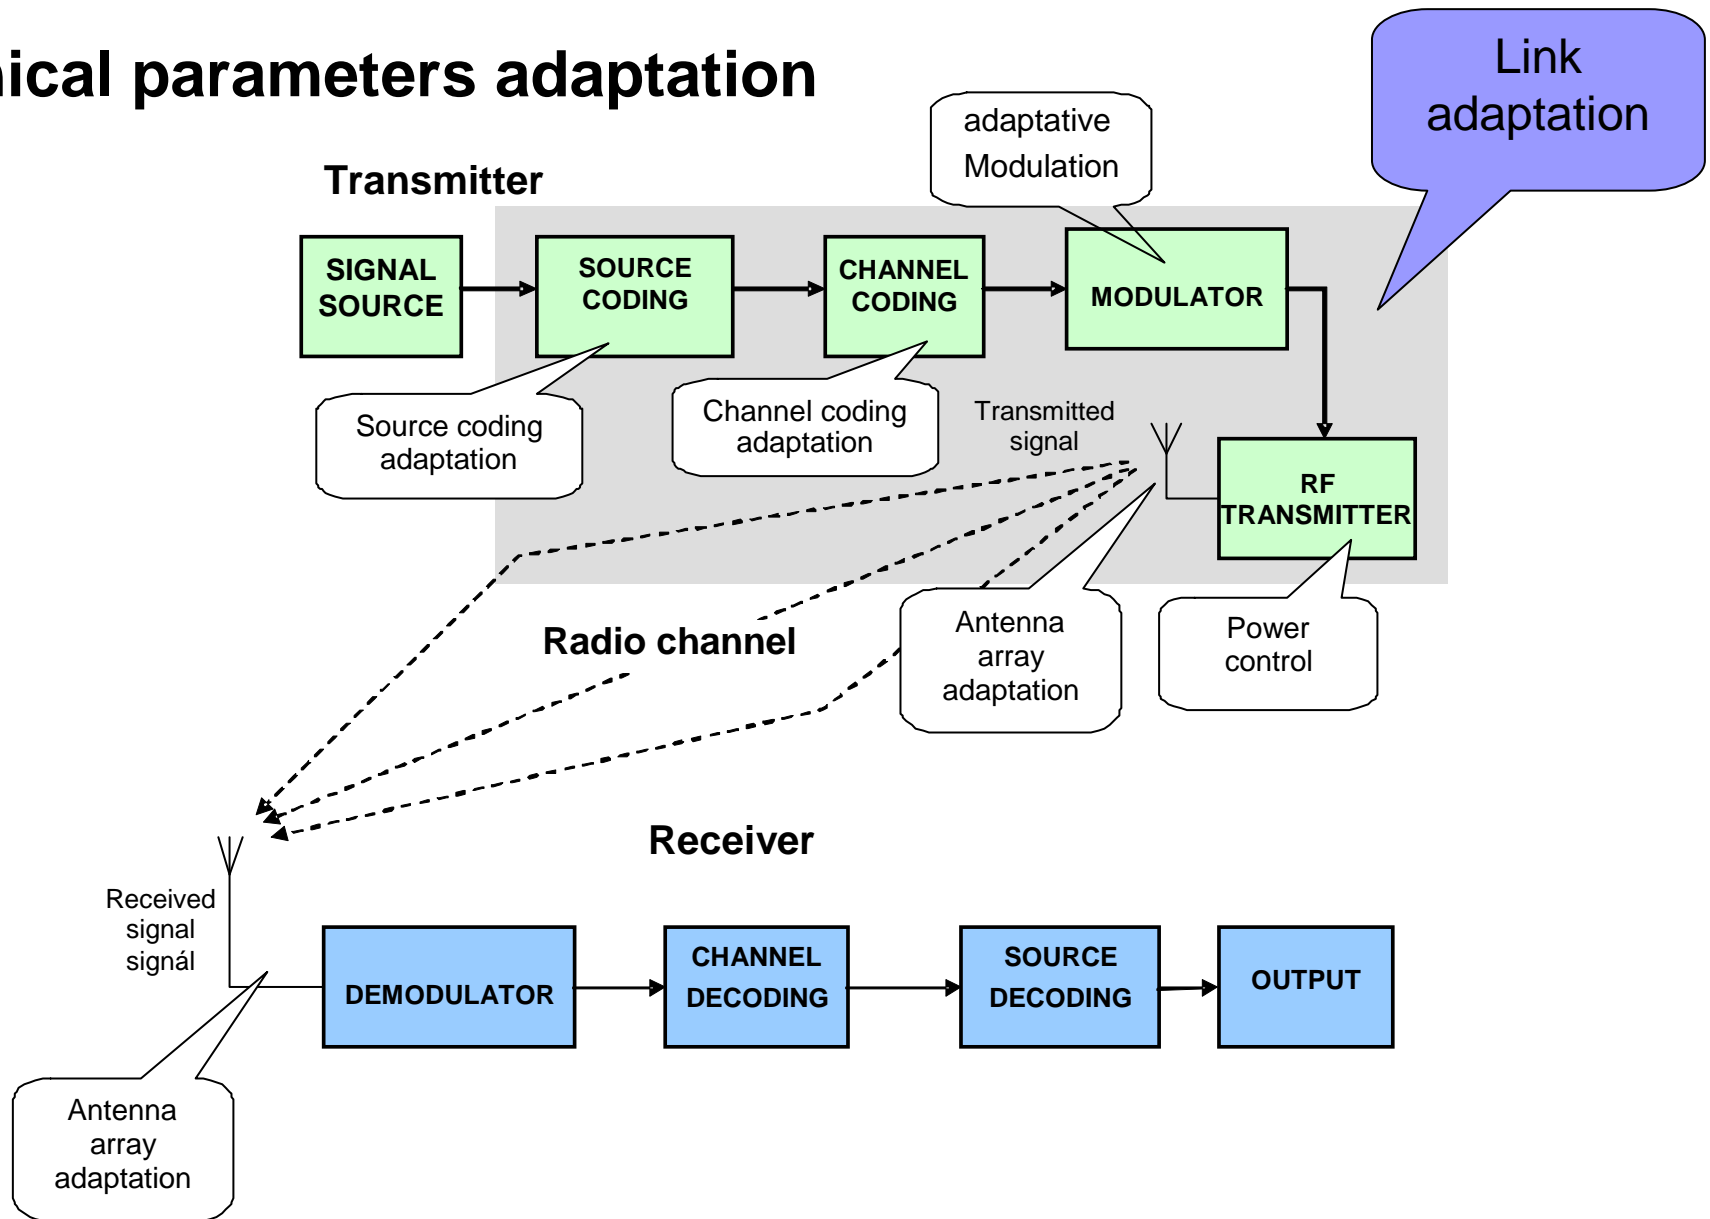 nical parameters adaptation
Link
adaptation
adaptative
Modulation
Transmitter
SIGNAL
SOURCE
SOURCE
CODING
CHANNEL
CODING
MODULATOR
Source coding
adaptation
Channel coding
adaptation
Transmitted
signal
RF
TRANSMITTER
Antenna
array
adaptation
Power
control
Radio channel
Receiver
Received
signal
signál
DEMODULATOR
CHANNEL
DECODING
SOURCE
DECODING
OUTPUT
Antenna
array
adaptation